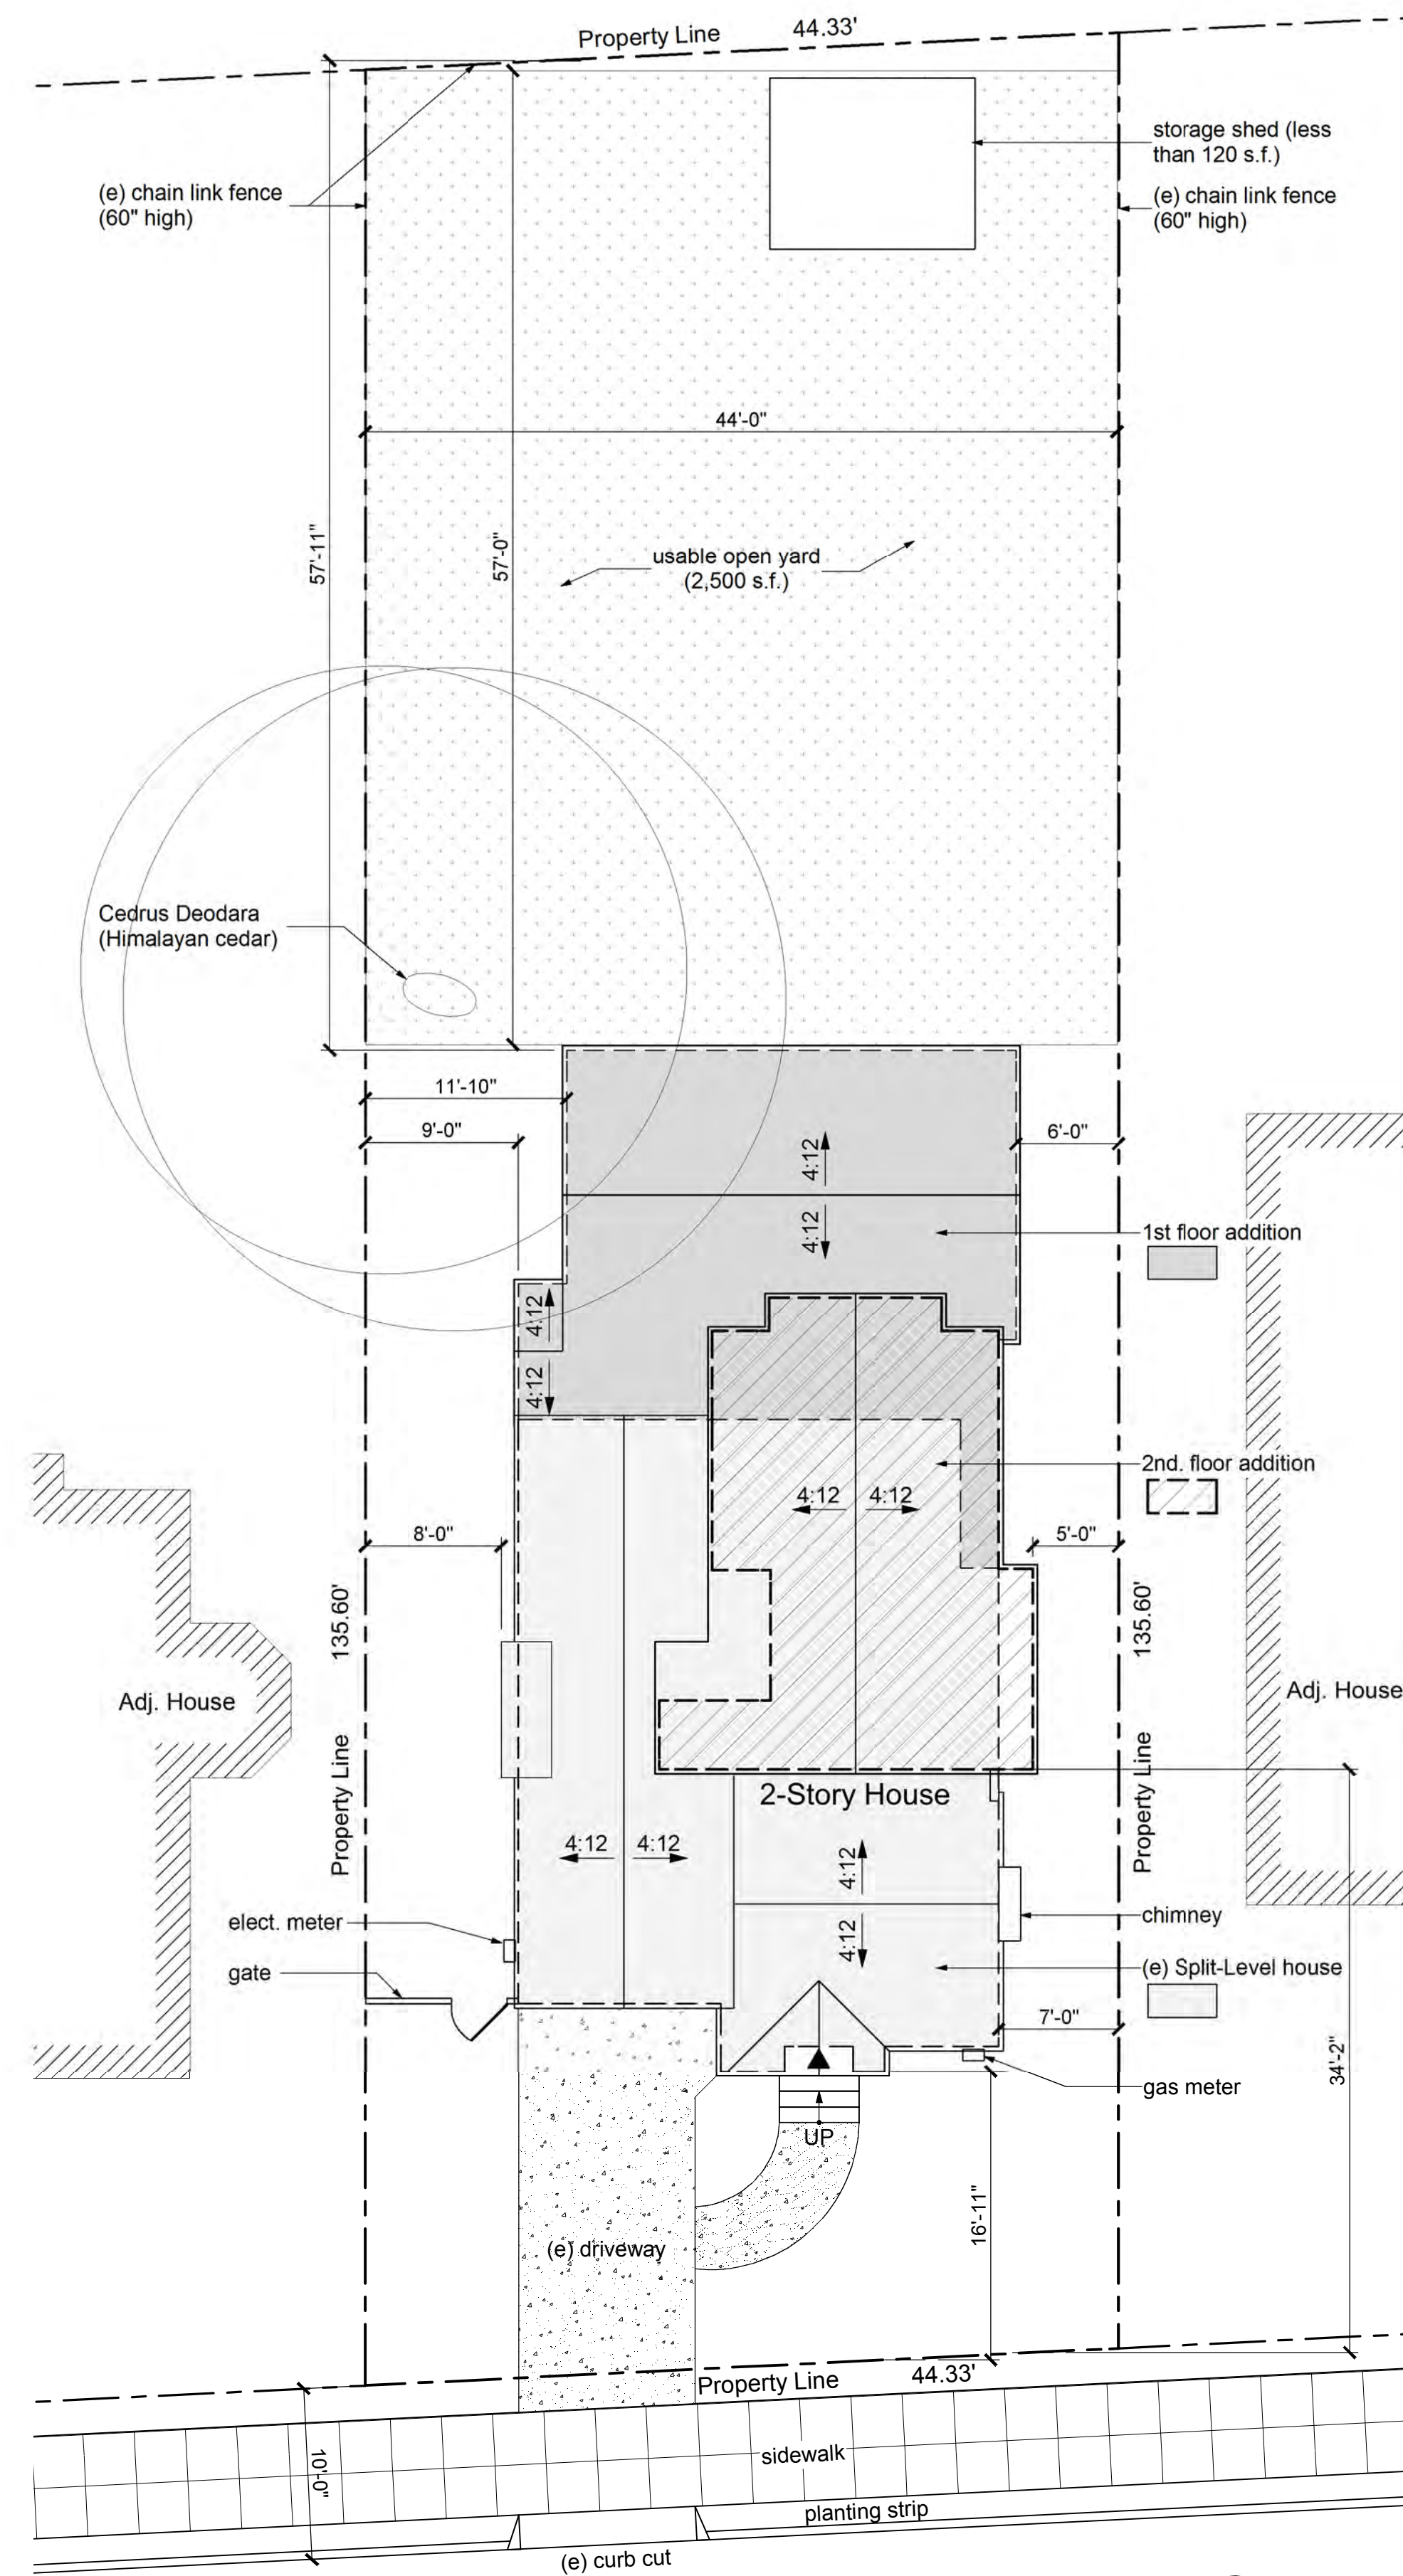 Property Line 44.33'
storage shed (less
than 120 s.f.)
(e) chain link fence
(60" high)
(e) chain link fence
(60" high)
44'-0"
57'-11"
57'-0"
usable open yard
(2,500 s.f.)
Cedrus Deodara
(Himalayan cedar)
11'-10"
9'-0"
6'-0"
4:12
4:12
1st floor addition
4:12
4:12
2nd. floor addition
4:12 4:12
8'-0"
5'-0"
135.60'
135.60'
Adj. House
Adj. House
Property Line
Property Line
2-Story House
4:12 4:12
4:12
4:12
elect. meter
chimney
gate
(e) Split-Level house
7'-0"
34'-2"
gas meter
UP
16'-11"
(e) driveway
Property Line 44.33'
sidewalk
10'-0"
planting strip
(e) curb cut